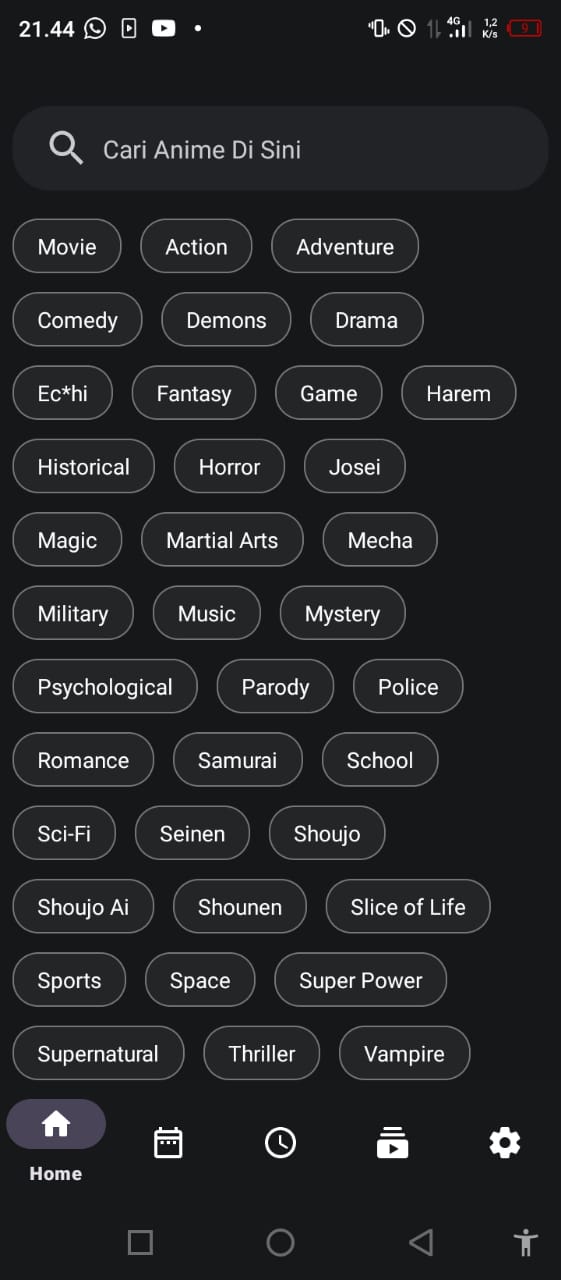 21.44 4G 1,2 K/s 9
Cari Anime Di Sini
Movie Action Adventure
Comedy Demons Drama
Ec*hi Fantasy Game Harem
Historical Horror Josei
Magic Martial Arts Mecha
Military Music Mystery
Psychological Parody Police
Romance Samurai School
Sci-Fi Seinen Shoujo
Shoujo Ai Shounen Slice of Life
Sports Space Super Power
Supernatural Thriller Vampire
Home